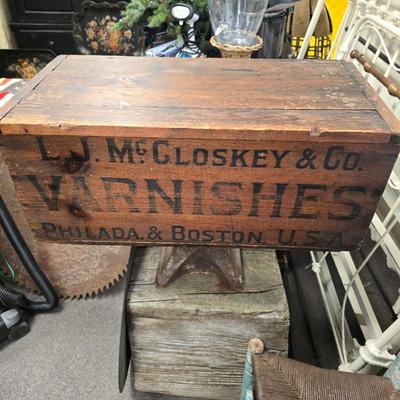 L. J. McCLOSKEY & CO.
VARNISHES
PHILADA. & BOSTON. U.S.A.